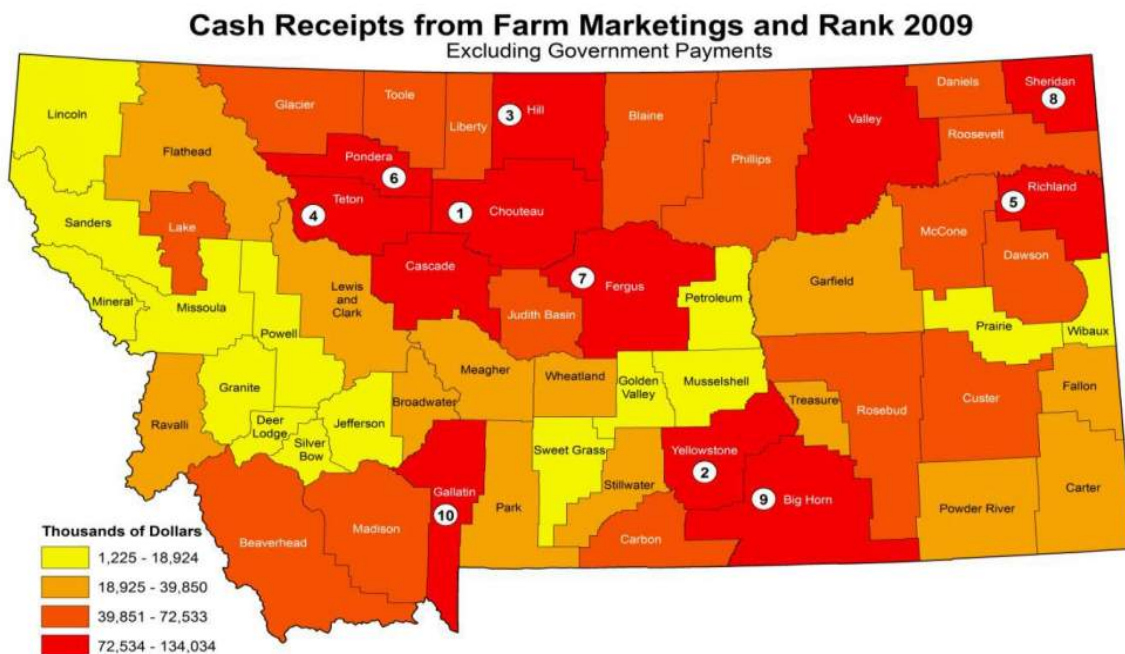 Cash Receipts from Farm Marketings and Rank 2009
Excluding Government Payments
Lincoln
Flathead
Glacier
Toole
Liberty
3 Hill
Blaine
Phillips
Valley
Daniels
Sheridan
8
Roosevelt
Pondera
6
Teton
4
1 Chouteau
Richland
5
Sanders
Lake
McCone
Dawson
Cascade
7 Fergus
Garfield
Mineral
Missoula
Lewis
and
Clark
Judith Basin
Petroleum
Powell
Prairie
Wibaux
Granite
Meagher
Wheatland
Golden
Valley
Musselshell
Treasure
Rosebud
Custer
Fallon
Ravalli
Deer
Lodge
Jefferson
Broadwater
Silver
Bow
Sweet Grass
Yellowstone
2
Gallatin
10
Park
Stillwater
9 Big Horn
Carter
Powder River
Beaverhead
Madison
Carbon
Thousands of Dollars
1,225 - 18,924
18,925 - 39,850
39,851 - 72,533
72,534 - 134,034